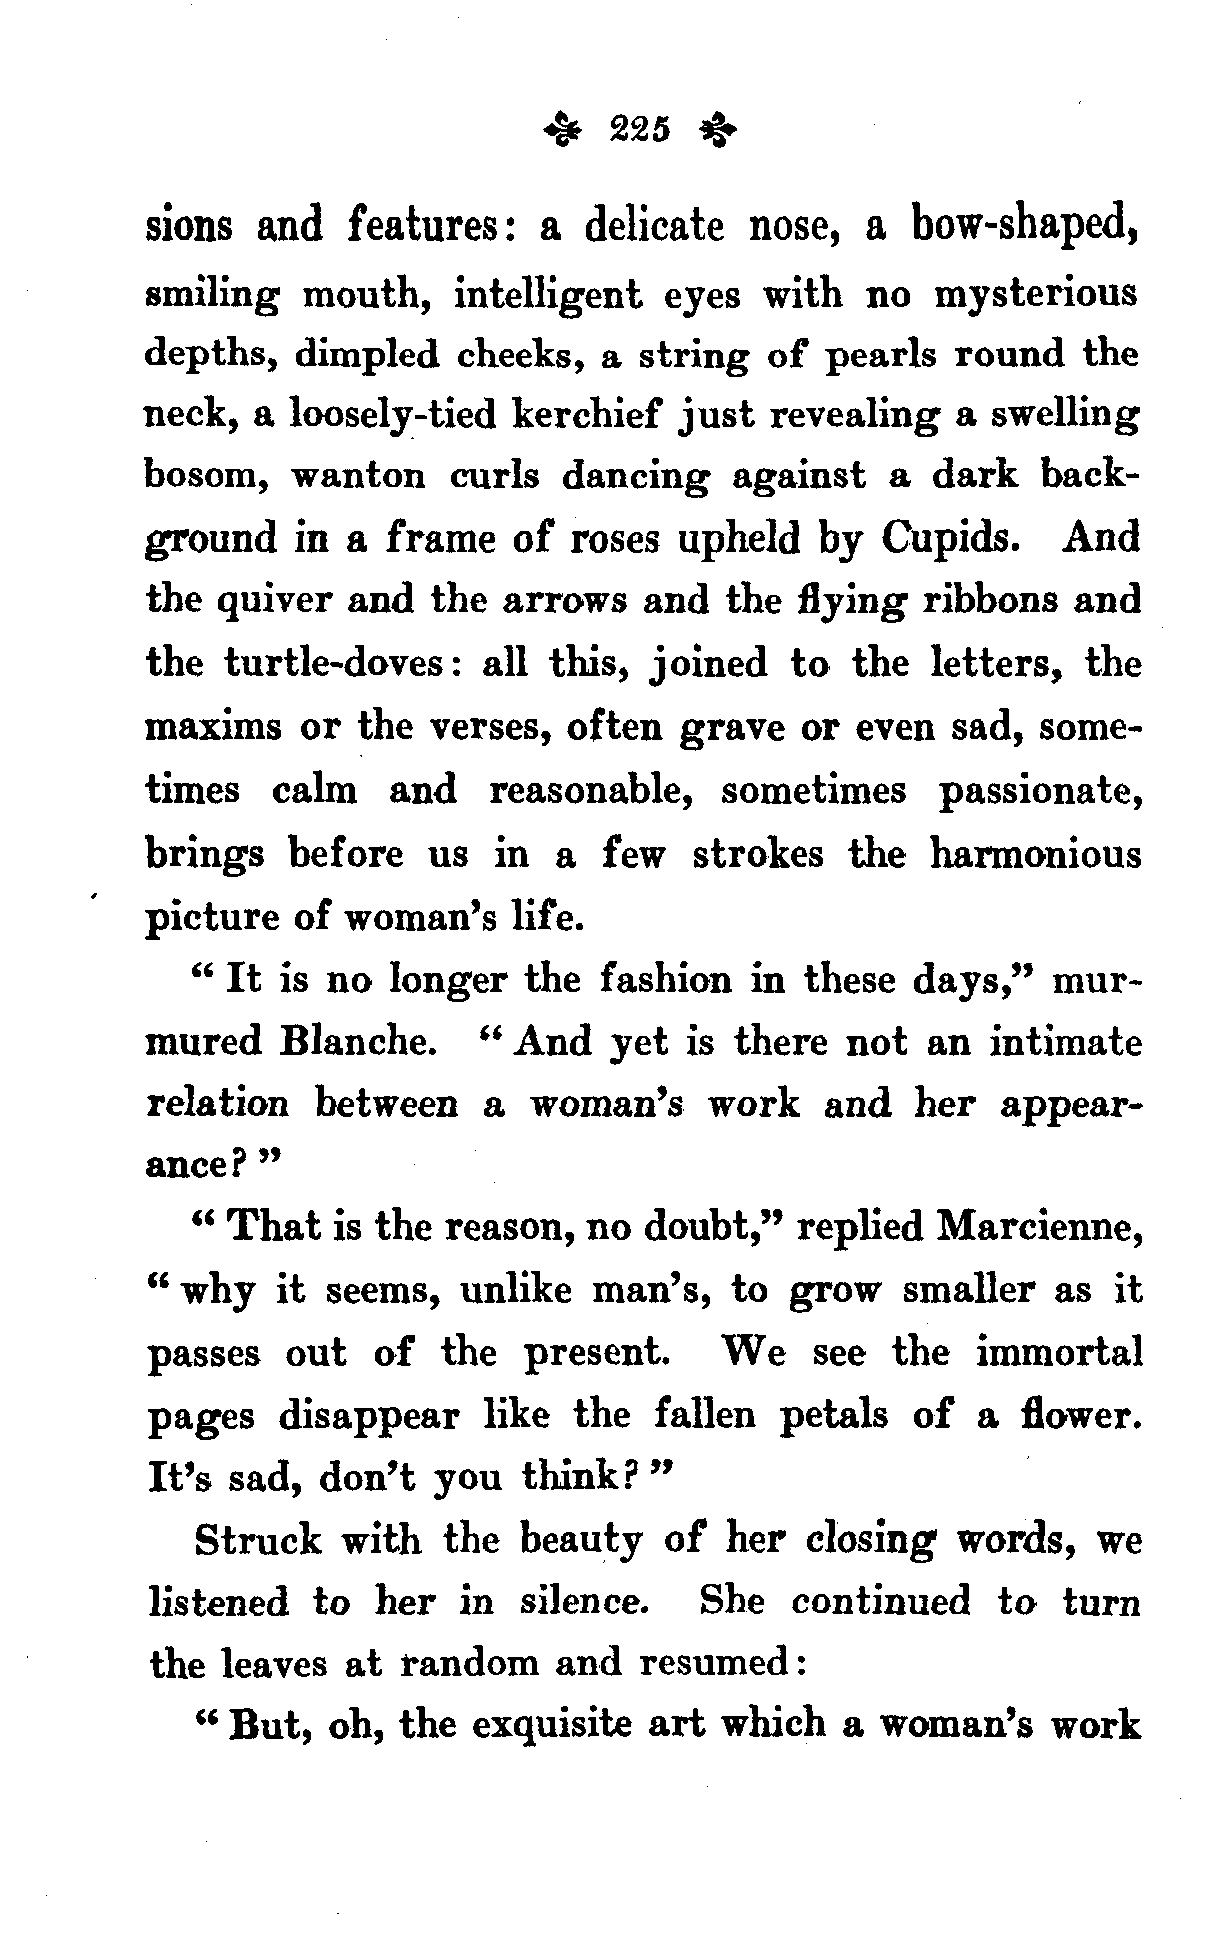 225
sions and features: a delicate nose, a bow-shaped,
smiling mouth, intelligent eyes with no mysterious
depths, dimpled cheeks, a string of pearls round the
neck, a loosely-tied kerchief just revealing a swelling
bosom, wanton curls dancing against a dark back-
ground in a frame of roses upheld by Cupids. And
the quiver and the arrows and the flying ribbons and
the turtle-doves: all this, joined to the letters, the
maxims or the verses, often grave or even sad, some-
times calm and reasonable, sometimes passionate,
brings before us in a few strokes the harmonious
picture of woman's life.
"It is no longer the fashion in these days," mur-
mured Blanche. "And yet is there not an intimate
relation between a woman's work and her appear-
ance?"
"That is the reason, no doubt," replied Marcienne,
"why it seems, unlike man's, to grow smaller as it
passes out of the present. We see the immortal
pages disappear like the fallen petals of a flower.
It's sad, don't you think?"
Struck with the beauty of her closing words, we
listened to her in silence. She continued to turn
the leaves at random and resumed:
"But, oh, the exquisite art which a woman's work